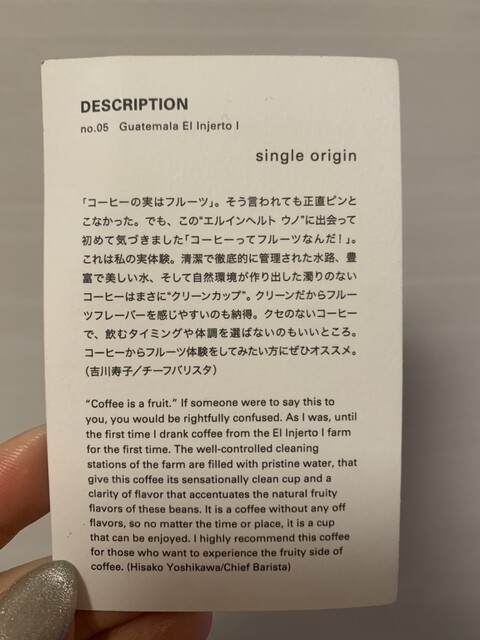 DESCRIPTION
no.05 Guatemala El Injerto I
single origin
「コーヒーの実はフルーツ」。そう言われても正直ピンと
こなかった。でも、この“エルインヘルト ウノ”に出会って
初めて気づきました「コーヒーってフルーツなんだ！」。
これは私の実体験。清潔で徹底的に管理された水路、豊
富で美しい水、そして自然環境が作り出した濁りのない
コーヒーはまさに“クリーンカップ”。クリーンだからフルー
ツフレーバーを感じやすいのも納得。クセのないコーヒー
で、飲むタイミングや体調を選ばないのもいいところ。
コーヒーからフルーツ体験をしてみたい方にぜひオススメ。
（吉川寿子／チーフバリスタ）
“Coffee is a fruit.” If someone were to say this to
you, you would be rightfully confused. As I was, until
the first time I drank coffee from the El Injerto I farm
for the first time. The well-controlled cleaning
stations of the farm are filled with pristine water, that
give this coffee its sensationally clean cup and a
clarity of flavor that accentuates the natural fruity
flavors of these beans. It is a coffee without any off
flavors, so no matter the time or place, it is a cup
that can be enjoyed. I highly recommend this coffee
for those who want to experience the fruity side of
coffee. (Hisako Yoshikawa/Chief Barista)